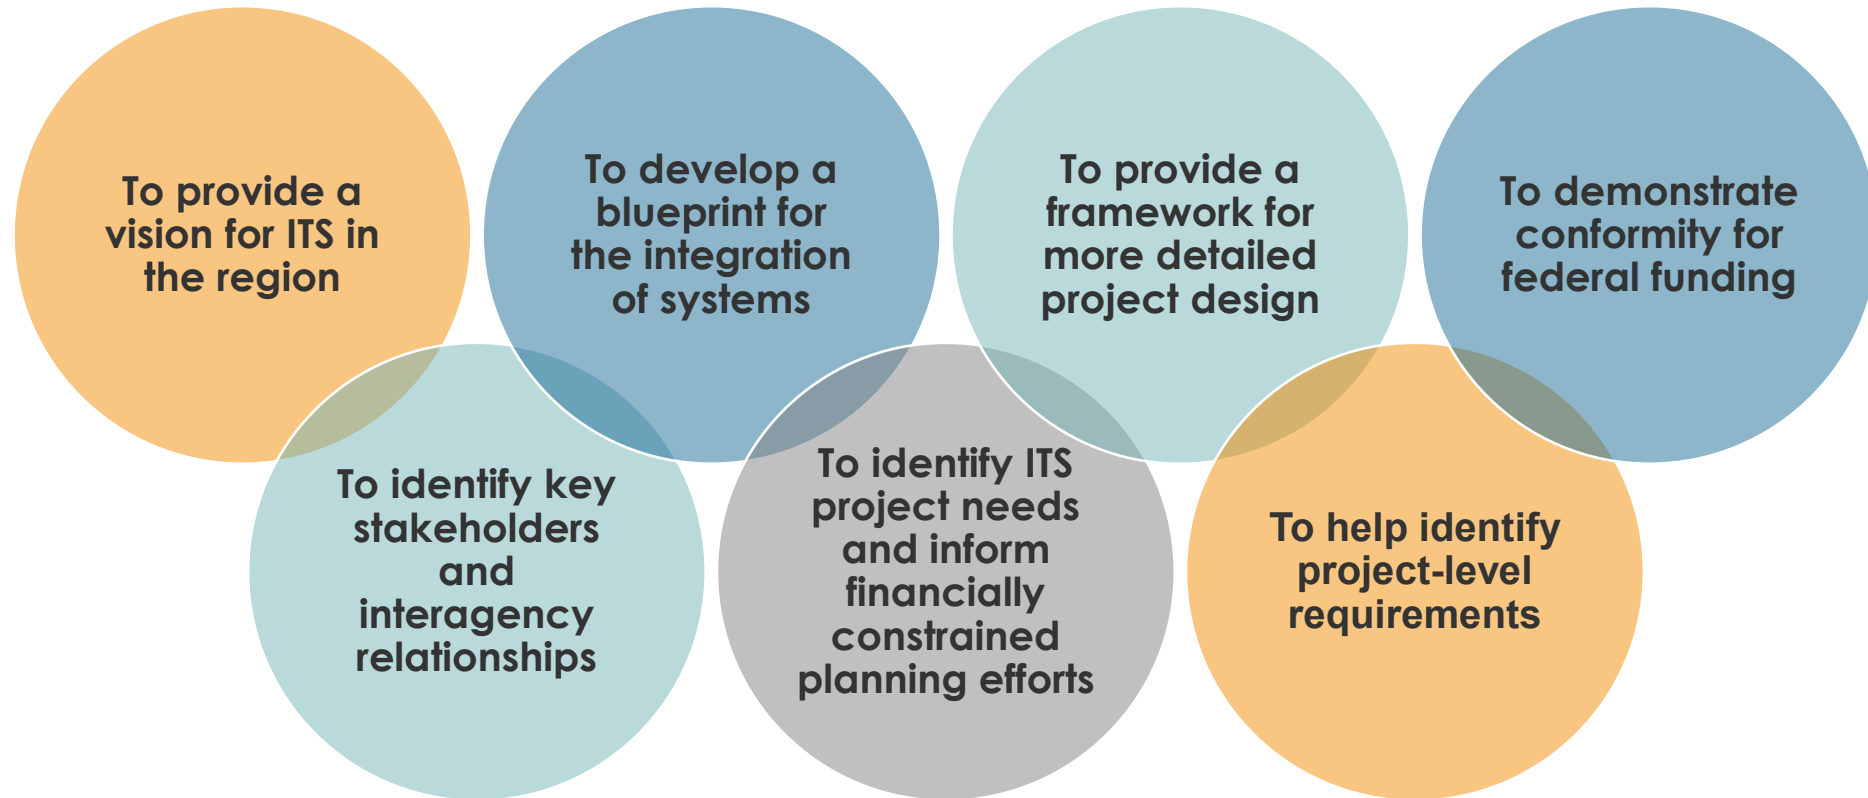 To provide a
vision for ITS in
the region
To develop a
blueprint for
the integration
of systems
To provide a
framework for
more detailed
project design
To demonstrate
conformity for
federal funding
To identify key
stakeholders
and
interagency
relationships
To identify ITS
project needs
and inform
financially
constrained
planning efforts
To help identify
project-level
requirements